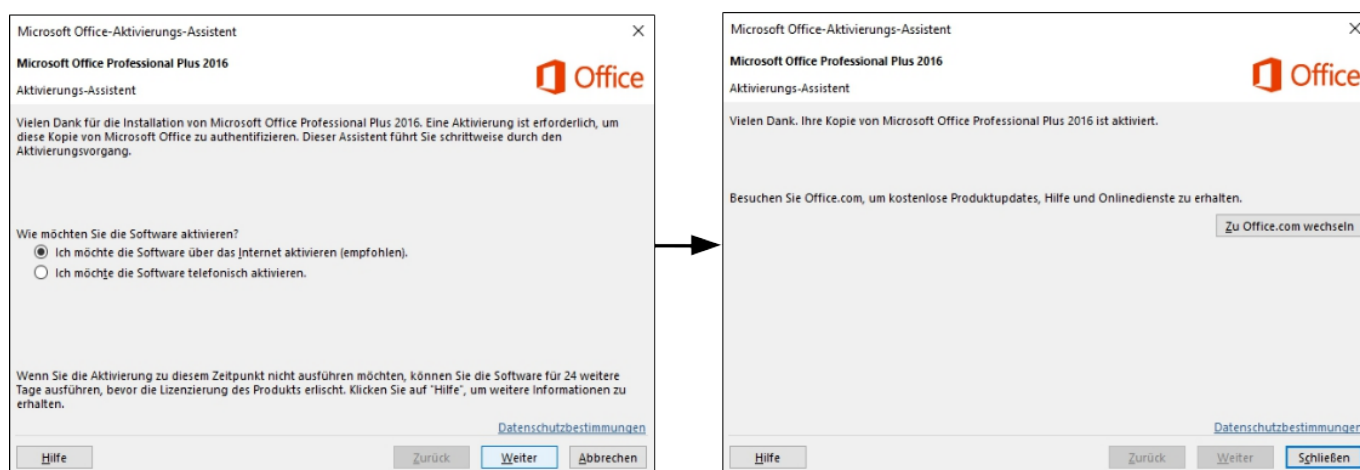 Microsoft Office-Aktivierungs-Assistent
Microsoft Office Professional Plus 2016
Office
Aktivierungs-Assistent
Vielen Dank für die Installation von Microsoft Office Professional Plus 2016. Eine Aktivierung ist erforderlich, um
diese Kopie von Microsoft Office zu authentifizieren. Dieser Assistent führt Sie schrittweise durch den
Aktivierungsvorgang.
Wie möchten Sie die Software aktivieren?
Ich möchte die Software über das Internet aktivieren (empfohlen).
Ich möchte die Software telefonisch aktivieren.
Wenn Sie die Aktivierung zu diesem Zeitpunkt nicht ausführen möchten, können Sie die Software für 24 weitere
Tage ausführen, bevor die Lizenzierung des Produkts erlischt. Klicken Sie auf "Hilfe", um weitere Informationen zu
erhalten.
Datenschutzbestimmungen
Hilfe
Zurück
Weiter
Abbrechen
Microsoft Office-Aktivierungs-Assistent
Microsoft Office Professional Plus 2016
Office
Aktivierungs-Assistent
Vielen Dank. Ihre Kopie von Microsoft Office Professional Plus 2016 ist aktiviert.
Besuchen Sie Office.com, um kostenlose Produktupdates, Hilfe und Onlinedienste zu erhalten.
Zu Office.com wechseln
Datenschutzbestimmungen
Hilfe
Zurück
Weiter
Schließen